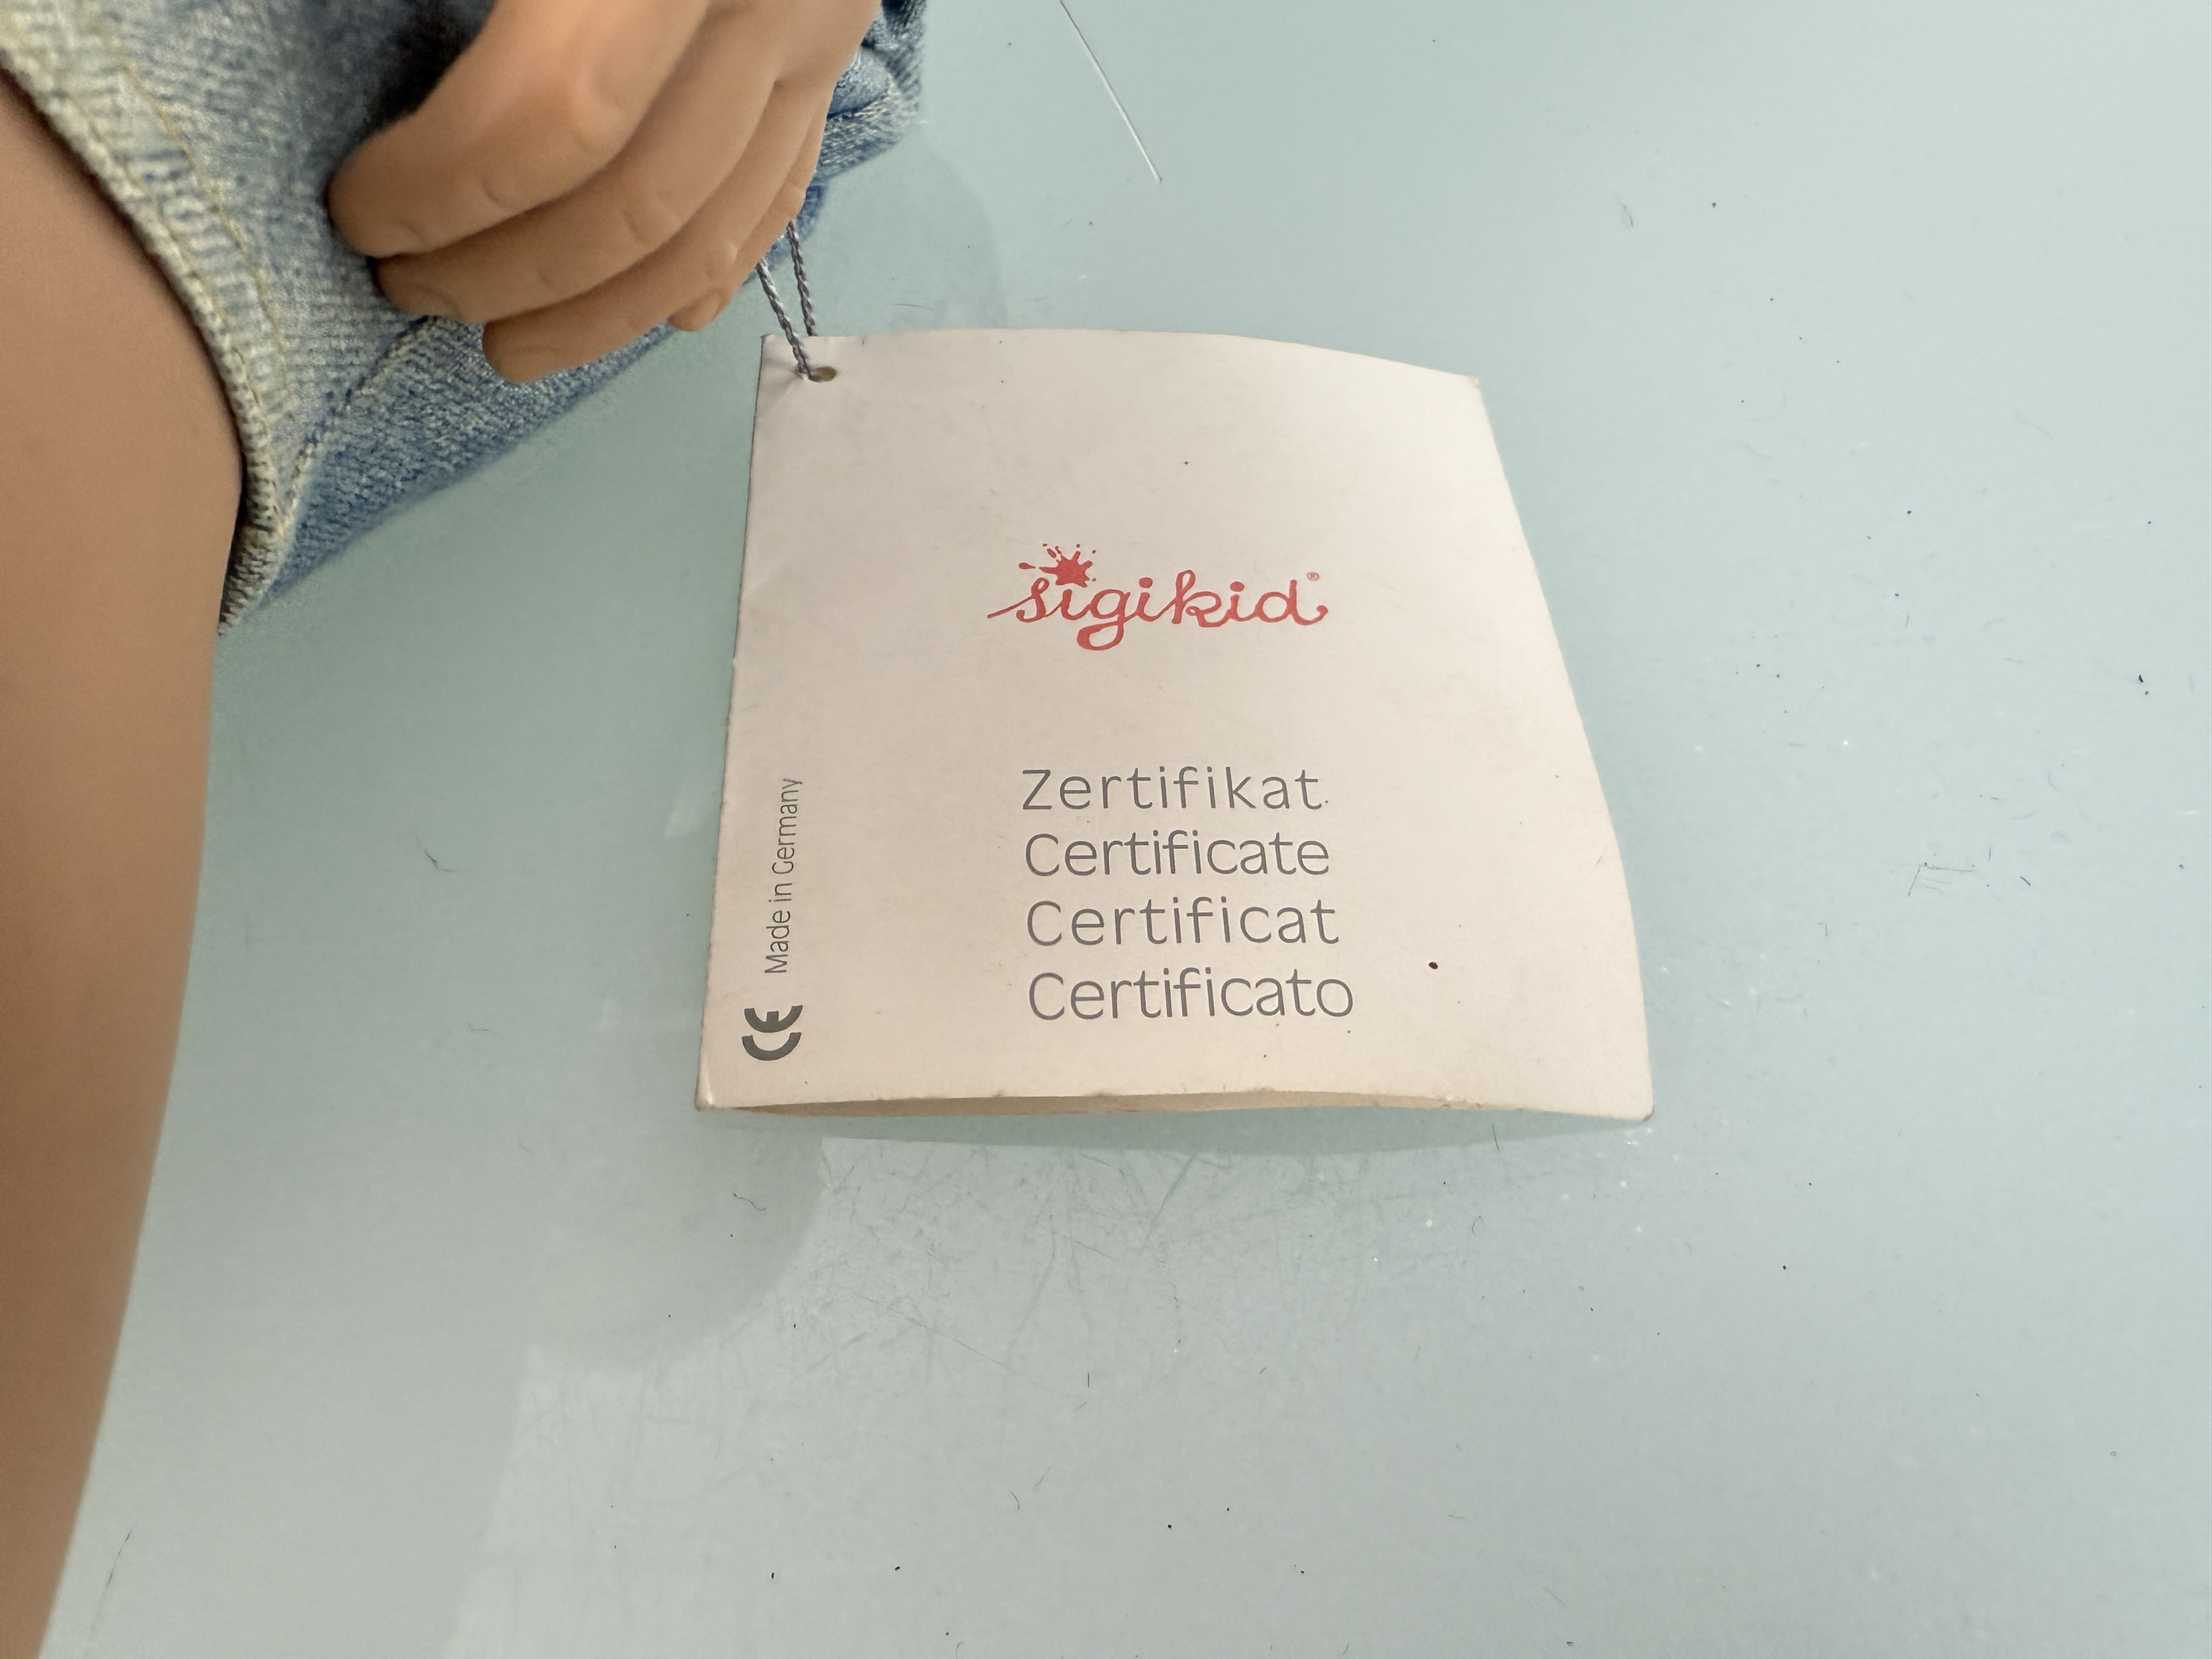 sigikid®
Zertifikat
Certificate
Certificat
Certificato
CE Made in Germany